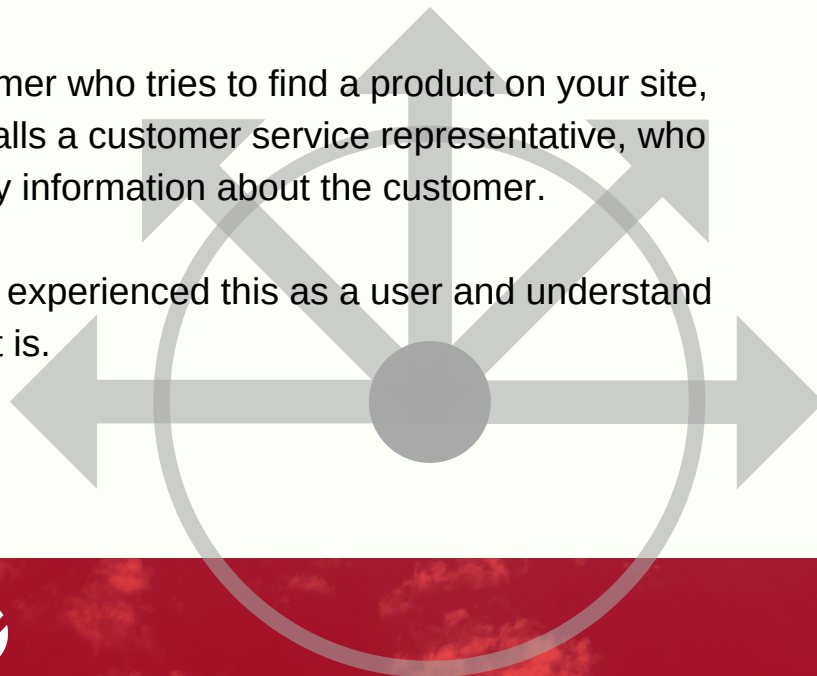 mer who tries to find a product on your site,
alls a customer service representative, who
y information about the customer.
experienced this as a user and understand
t is.